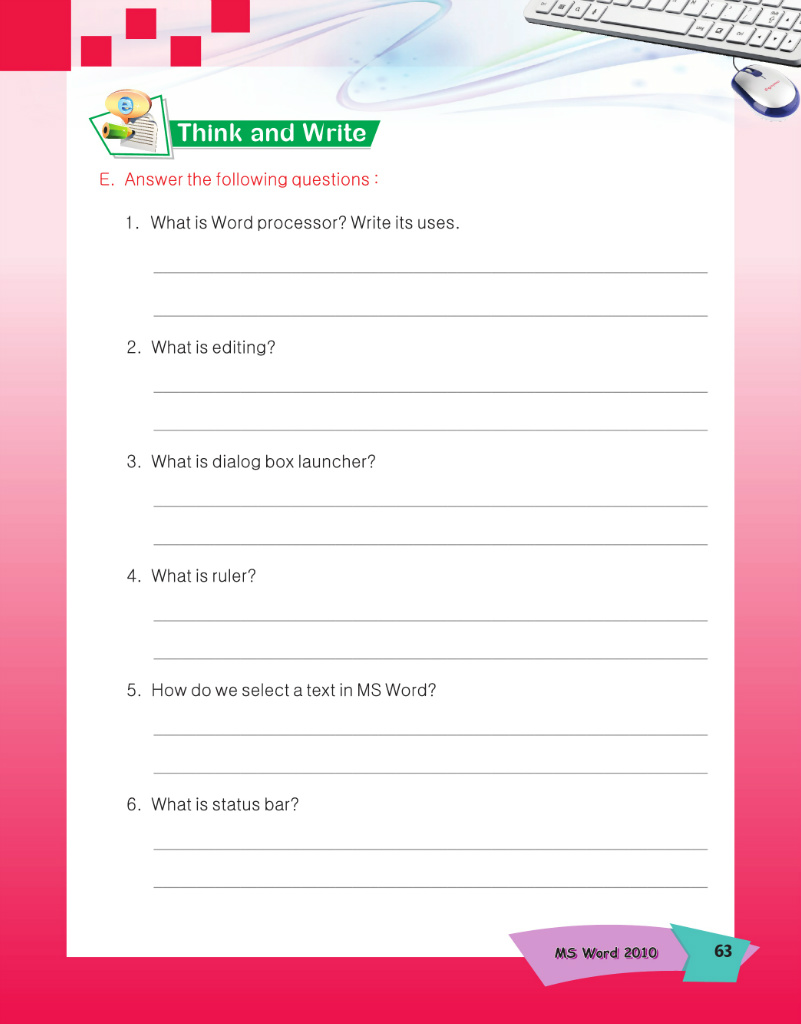 Think and Write
E. Answer the following questions :
1. What is Word processor? Write its uses.
2. What is editing?
3. What is dialog box launcher?
4. What is ruler?
5. How do we select a text in MS Word?
6. What is status bar?
MS Word 2010
63